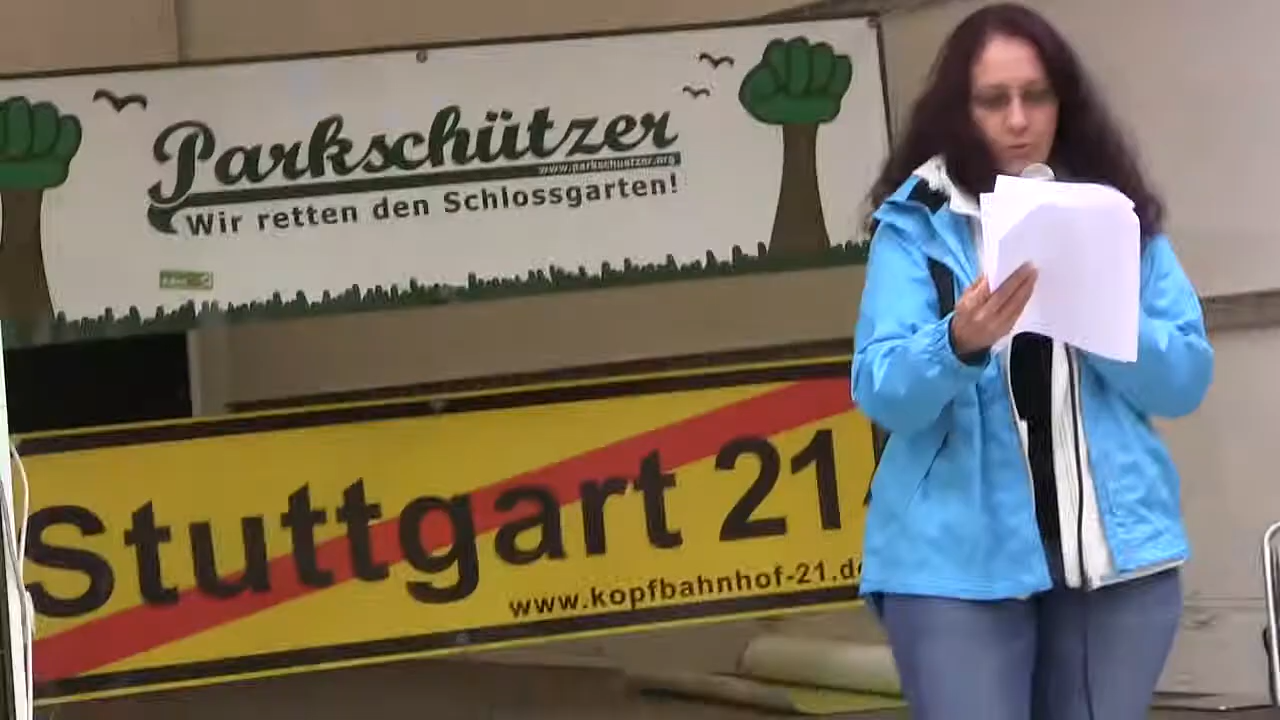 Parkschützer
www.parkschuetzer.org
Wir retten den Schlossgarten!
Stuttgart 21
www.kopfbahnhof-21.de